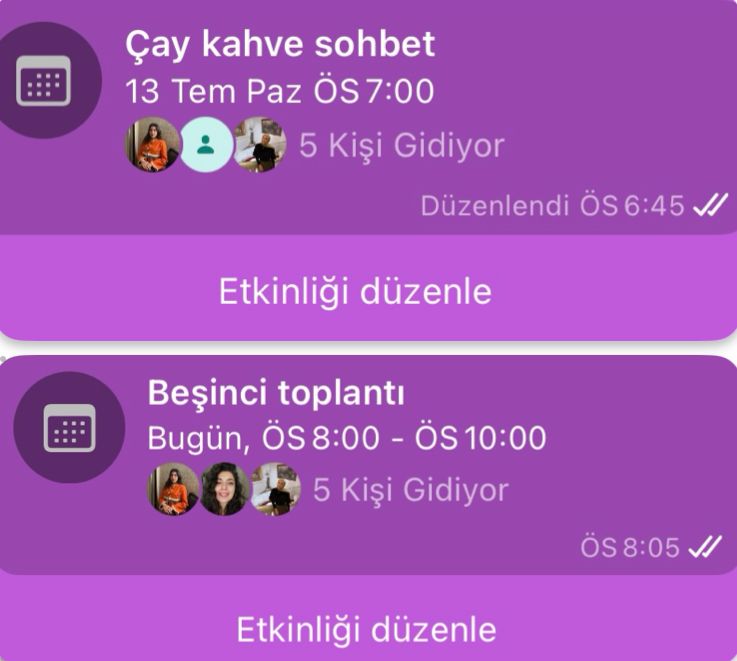 Çay kahve sohbet
13 Tem Paz ÖS 7:00
5 Kişi Gidiyor
Düzenlendi ÖS 6:45
Etkinliği düzenle
Beşinci toplantı
Bugün, ÖS 8:00 - ÖS 10:00
5 Kişi Gidiyor
ÖS 8:05
Etkinliği düzenle